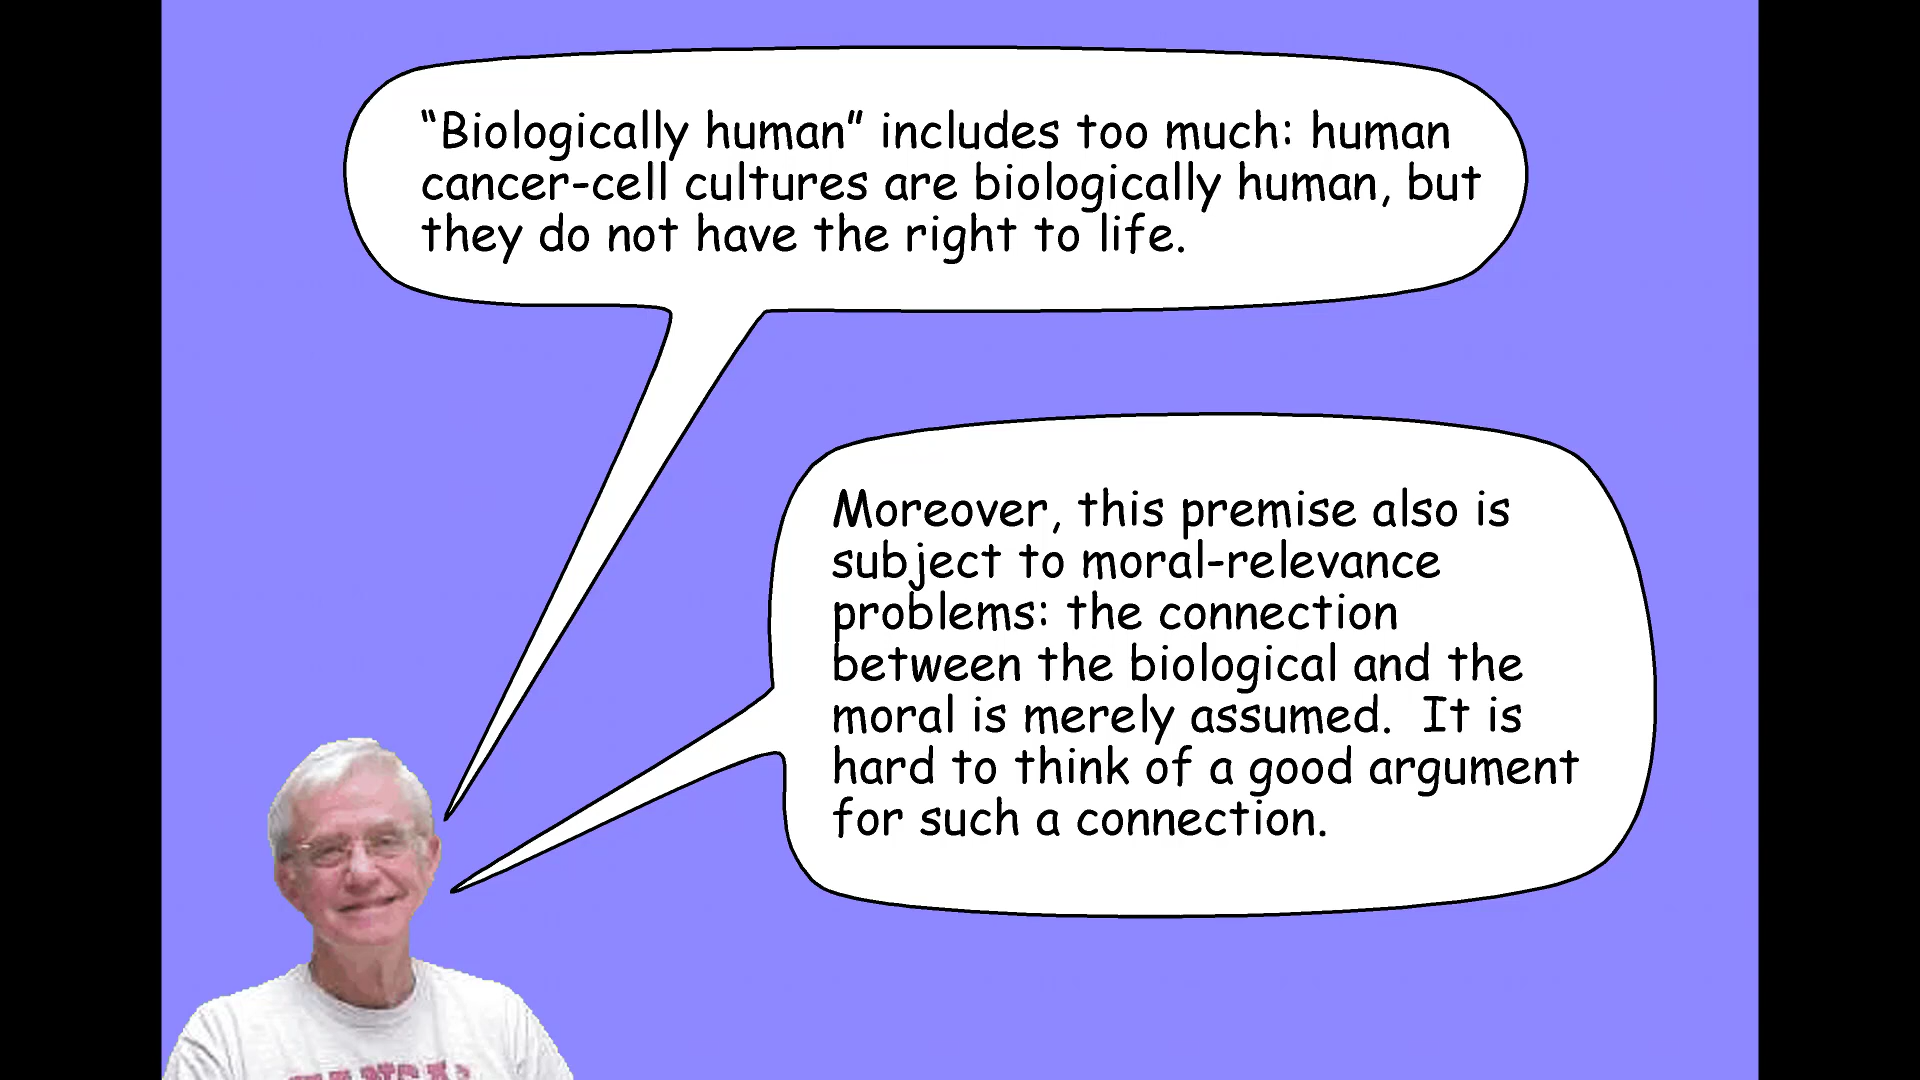 “Biologically human” includes too much: human
cancer-cell cultures are biologically human, but
they do not have the right to life.
Moreover, this premise also is
subject to moral-relevance
problems: the connection
between the biological and the
moral is merely assumed.  It is
hard to think of a good argument
for such a connection.